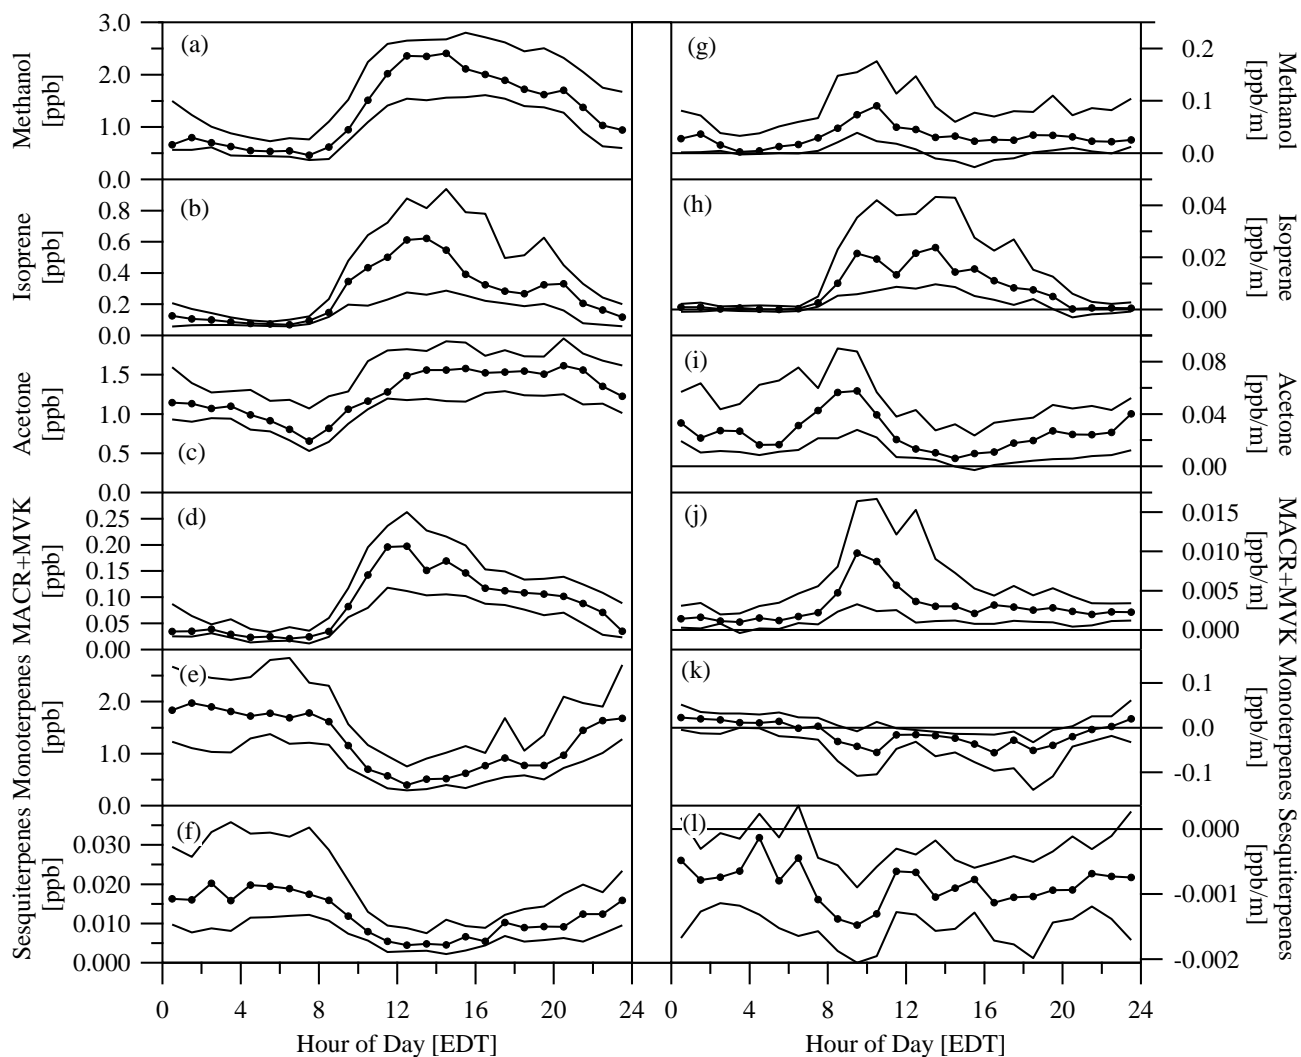 3.0
2.0
1.0
0.0
Methanol
[ppb]
(a)
0.8
0.6
0.4
0.2
0.0
Isoprene
[ppb]
(b)
1.5
1.0
0.5
0.0
Acetone
[ppb]
(c)
0.25
0.20
0.15
0.10
0.05
0.00
MACR+MVK
[ppb]
(d)
2.0
1.0
0.0
Monoterpenes
[ppb]
(e)
0.030
0.020
0.010
0.000
Sesquiterpenes
[ppb]
(f)
0 4 8 12 16 20 24
Hour of Day [EDT]
(g)
0.2
0.1
0.0
Methanol
[ppb/m]
(h)
0.04
0.02
0.00
Isoprene
[ppb/m]
(i)
0.08
0.04
0.00
Acetone
[ppb/m]
(j)
0.015
0.010
0.005
0.000
MACR+MVK
[ppb/m]
(k)
0.1
0.0
-0.1
Monoterpenes
[ppb/m]
(l)
0.000
-0.001
-0.002
Sesquiterpenes
[ppb/m]
0 4 8 12 16 20 24
Hour of Day [EDT]